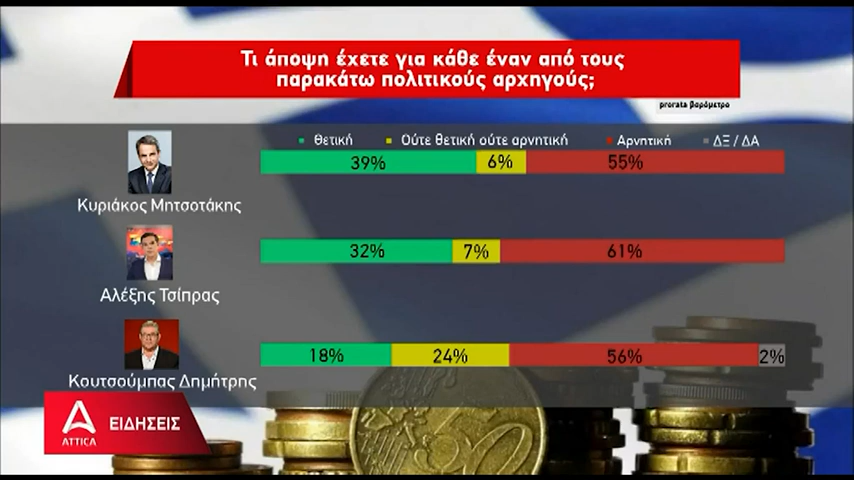 Τι άποψη έχετε για κάθε έναν από τους
παρακάτω πολιτικούς αρχηγούς;
prorata βαρόμετρο
Θετική Ούτε θετική ούτε αρνητική Αρνητική ΔΞ / ΔΑ
39% 6% 55%
Κυριάκος Μητσοτάκης
32% 7% 61%
Αλέξης Τσίπρας
18% 24% 56% 2%
Κουτσούμπας Δημήτρης
ATTICA ΕΙΔΗΣΕΙΣ
50